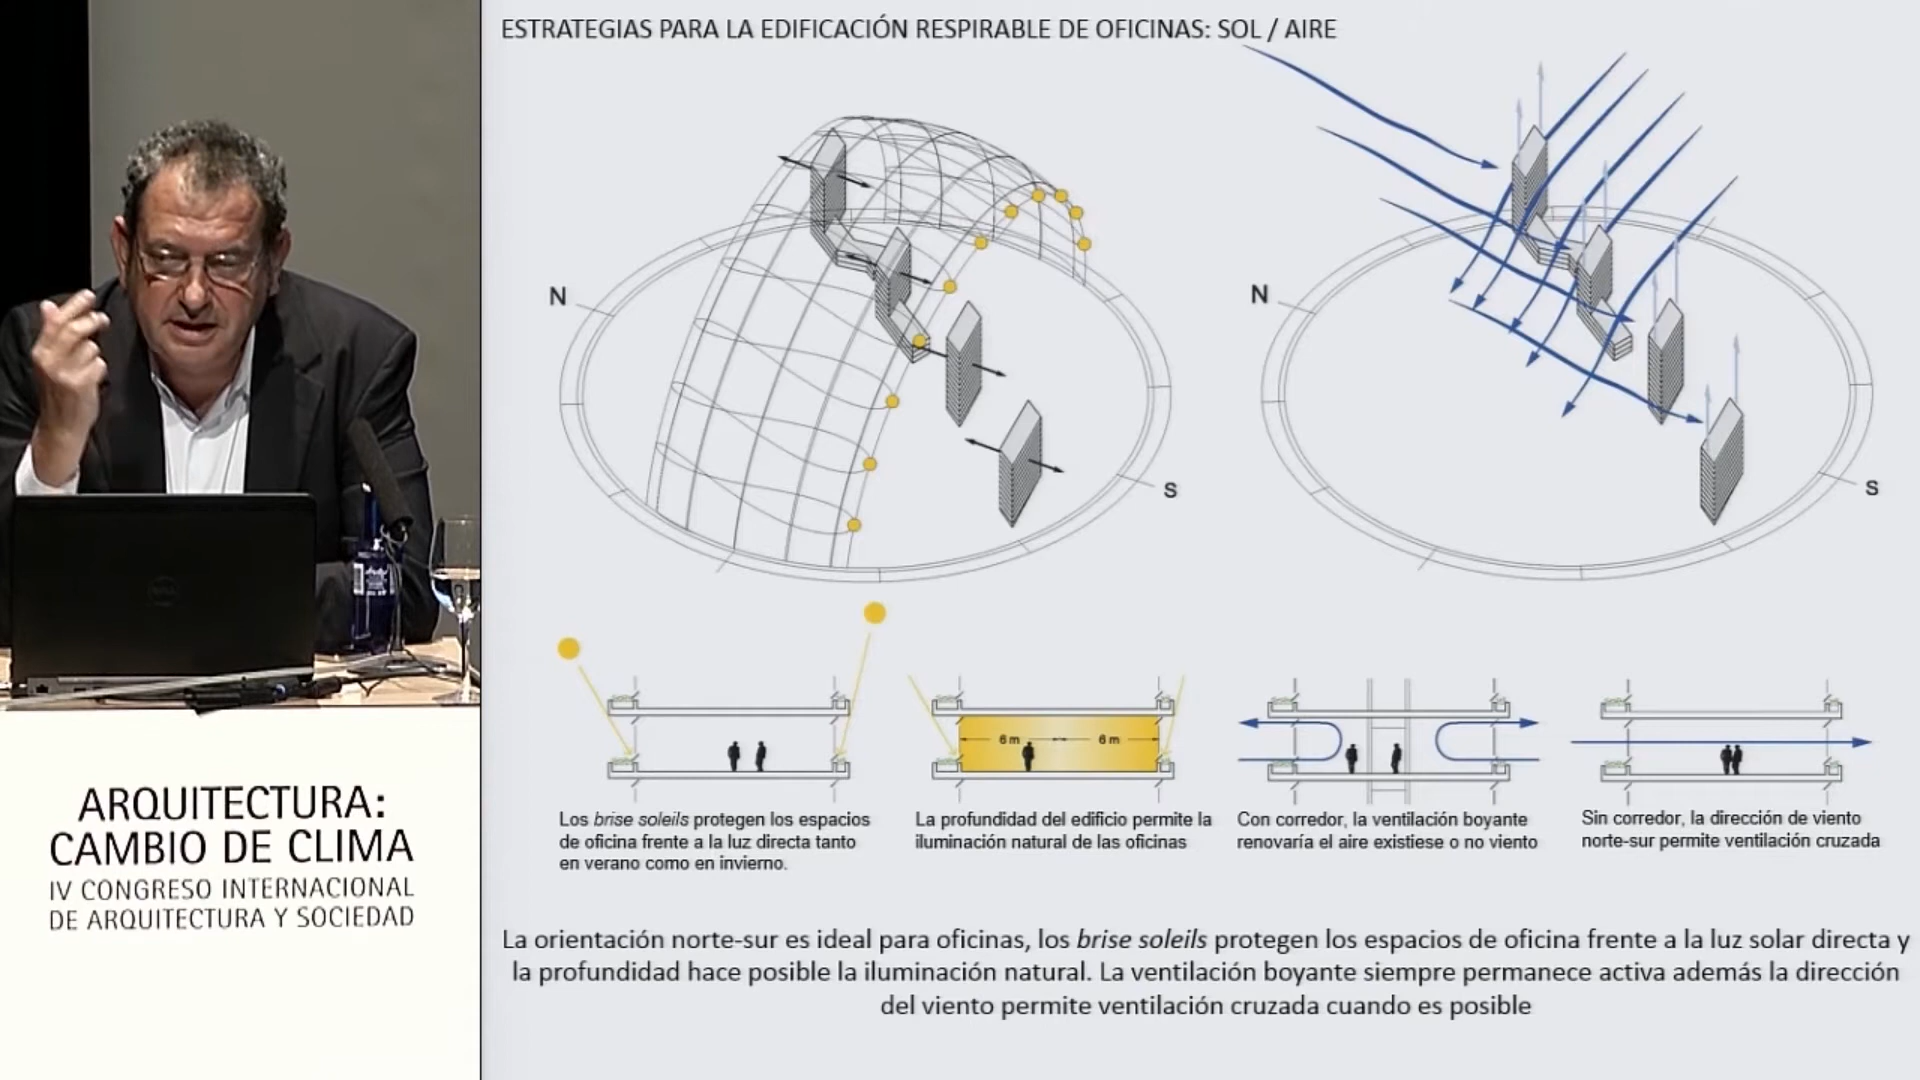 ESTRATEGIAS PARA LA EDIFICACIÓN RESPIRABLE DE OFICINAS: SOL / AIRE
N
S
N
S
6 m
6 m
Los brise soleils protegen los espacios
de oficina frente a la luz directa tanto
en verano como en invierno.
La profundidad del edificio permite la
iluminación natural de las oficinas
Con corredor, la ventilación boyante
renovaría el aire existiese o no viento
Sin corredor, la dirección de viento
norte-sur permite ventilación cruzada
La orientación norte-sur es ideal para oficinas, los brise soleils protegen los espacios de oficina frente a la luz solar directa y
la profundidad hace posible la iluminación natural. La ventilación boyante siempre permanece activa además la dirección
del viento permite ventilación cruzada cuando es posible
ARQUITECTURA:
CAMBIO DE CLIMA
IV CONGRESO INTERNACIONAL
DE ARQUITECTURA Y SOCIEDAD